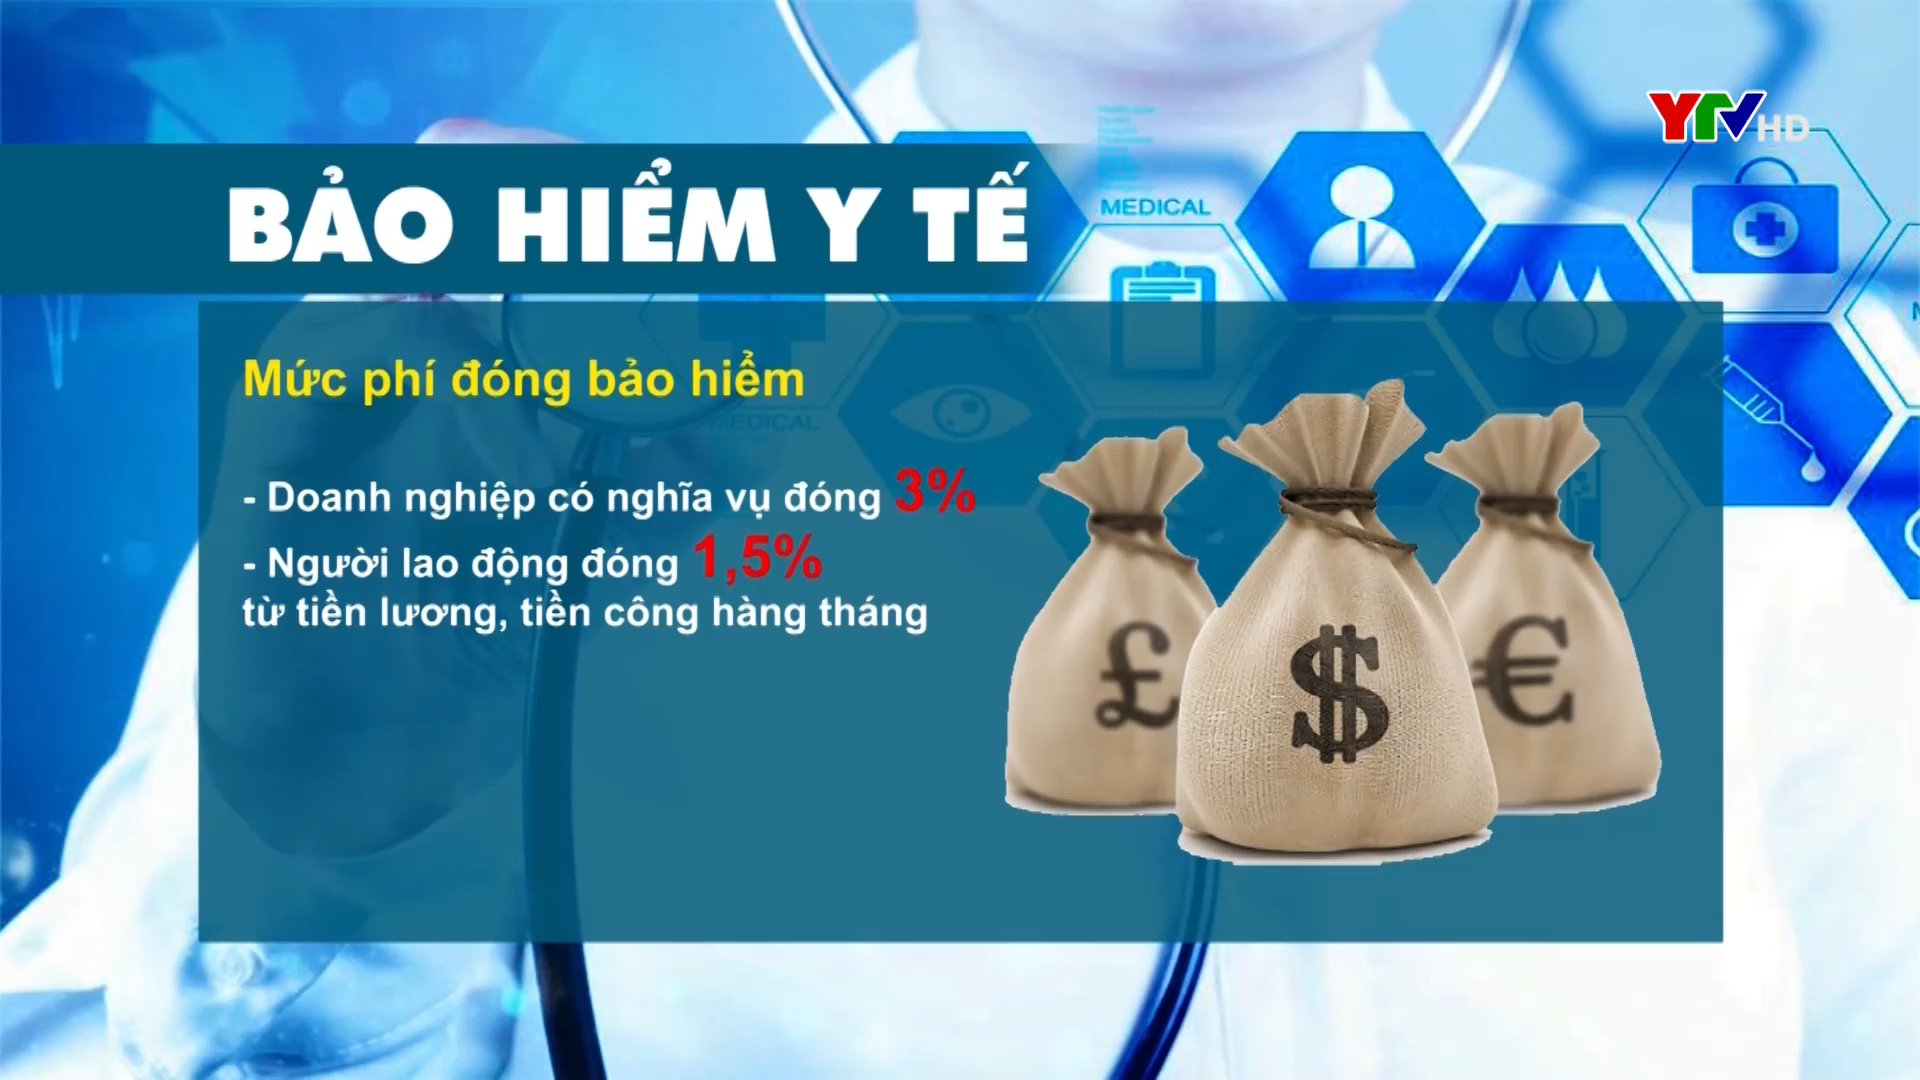 YTV HD
BẢO HIỂM Y TẾ
MEDICAL
Mức phí đóng bảo hiểm
MEDICAL
- Doanh nghiệp có nghĩa vụ đóng 3%
- Người lao động đóng 1,5%
từ tiền lương, tiền công hàng tháng
£
$
€